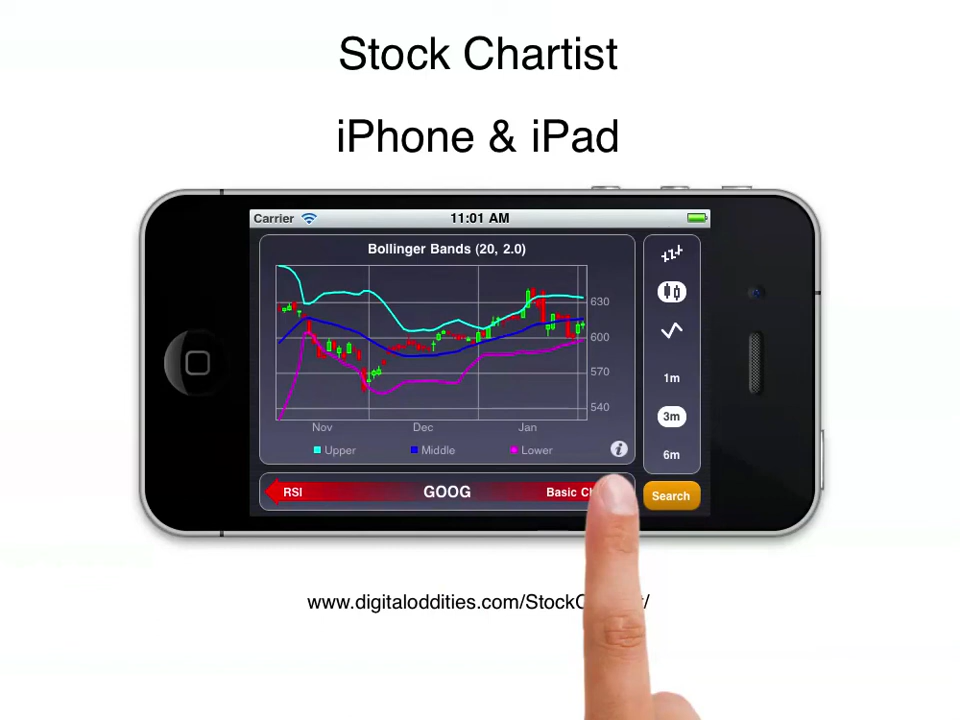 Stock Chartist
iPhone & iPad
Carrier 11:01 AM
Bollinger Bands (20, 2.0)
630
600
570
540
Nov Dec Jan
Upper Middle Lower
1m
3m
6m
RSI GOOG Basic
Search